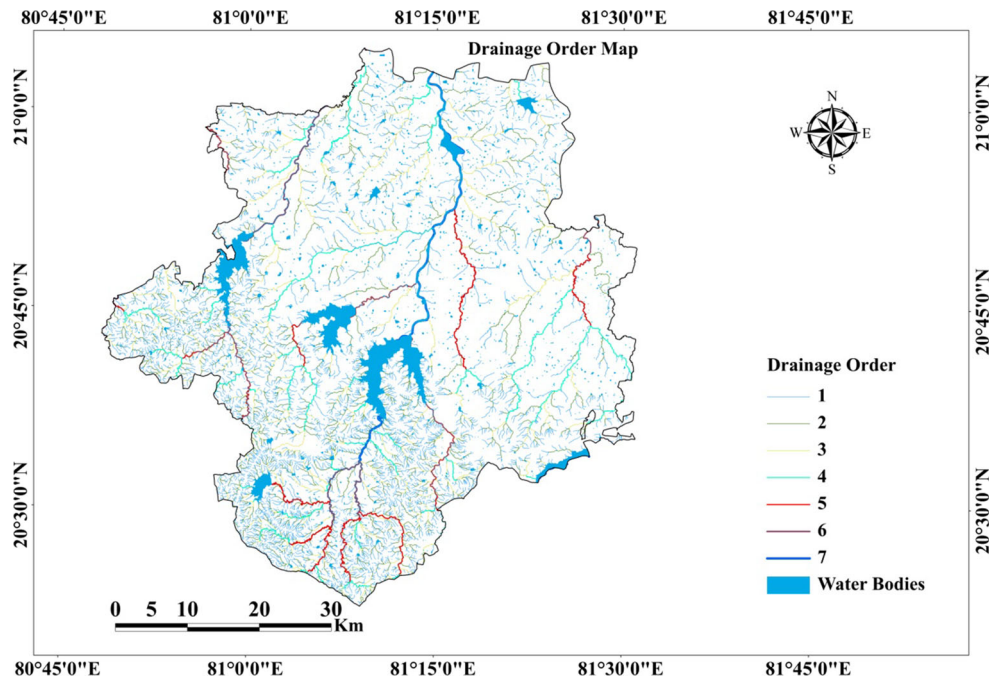 80°45'0"E 81°0'0"E 81°15'0"E 81°30'0"E 81°45'0"E
Drainage Order Map
21°0'0"N
21°0'0"N
N
W E
S
20°45'0"N
20°45'0"N
Drainage Order
1
2
3
4
5
6
7
Water Bodies
20°30'0"N
20°30'0"N
0 5 10 20 30
Km
80°45'0"E 81°0'0"E 81°15'0"E 81°30'0"E 81°45'0"E